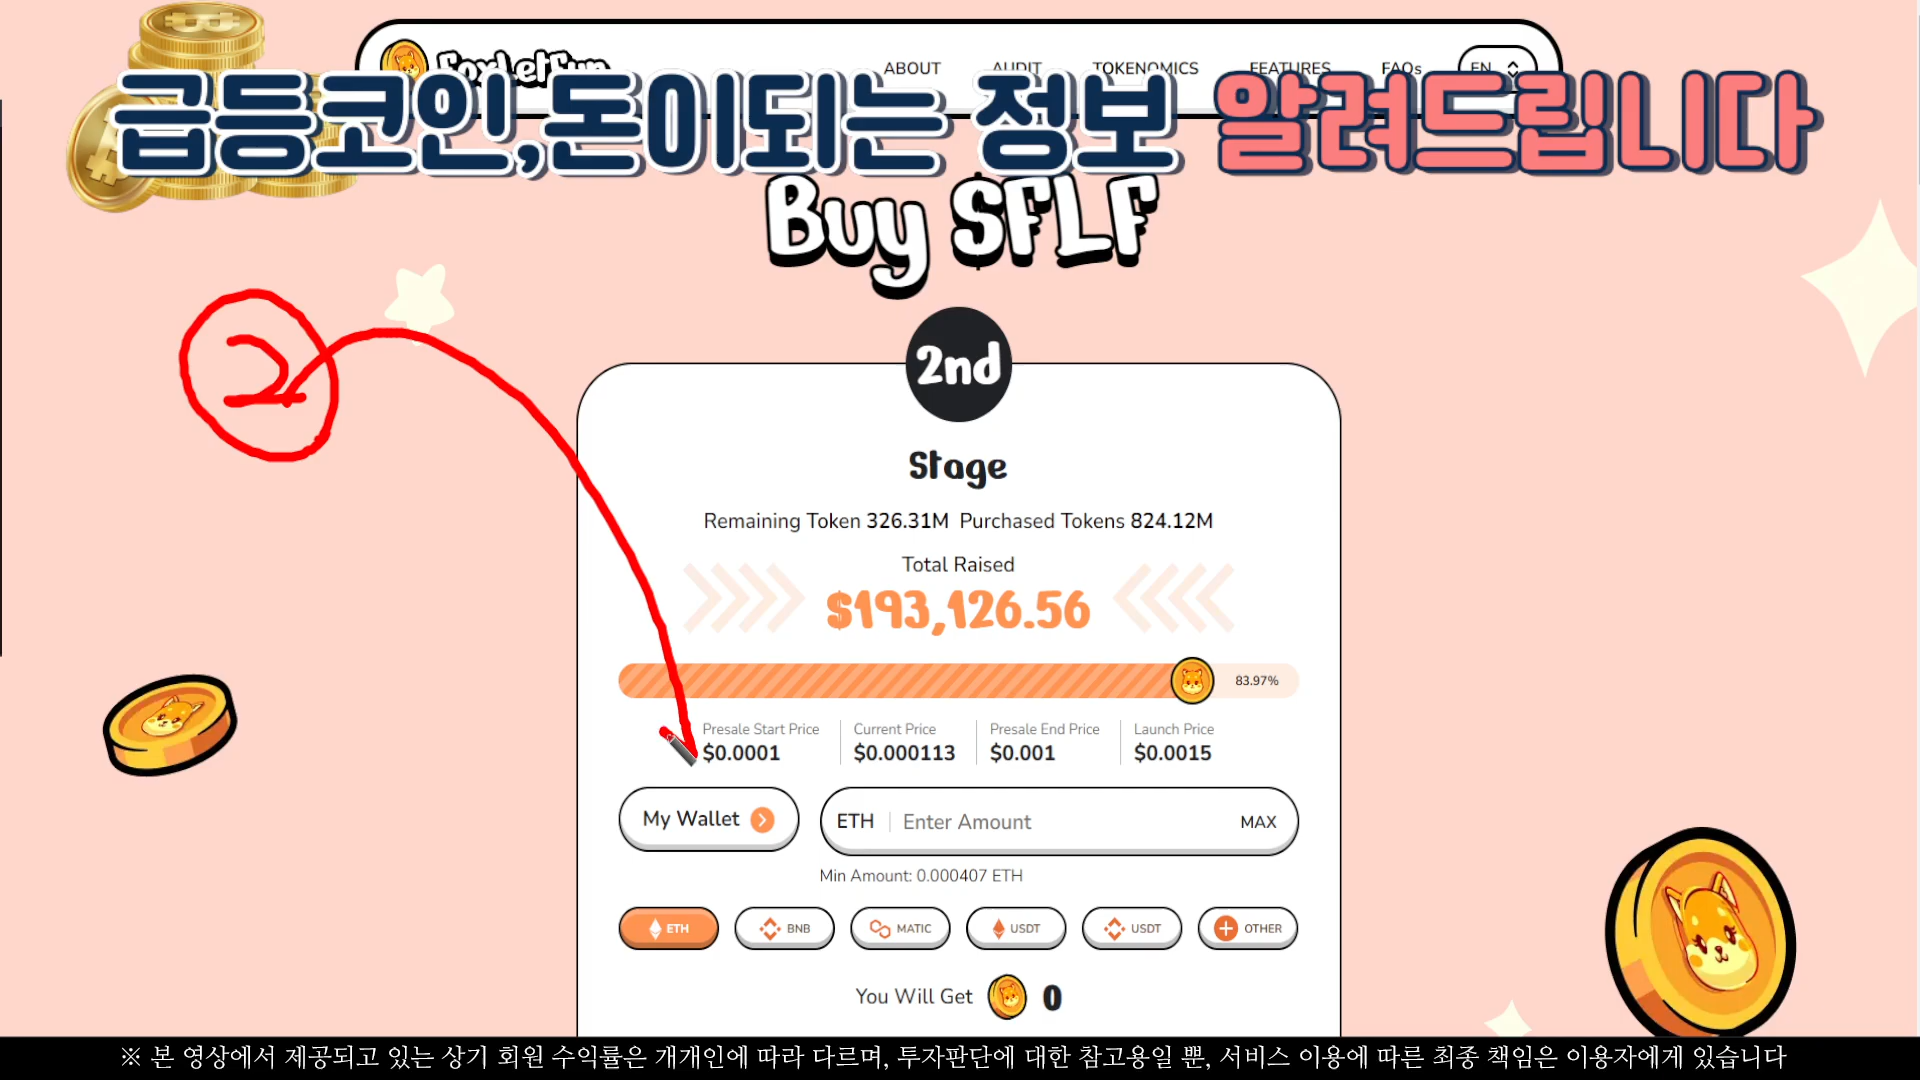 FoxLetFun
ABOUT AUDIT TOKENOMICS FEATURES FAQs EN
급등코인,돈이되는 정보 알려드립니다
Buy $FLF
2
2nd
Stage
Remaining Token 326.31M Purchased Tokens 824.12M
Total Raised
$193,126.56
83.97%
Presale Start Price Current Price Presale End Price Launch Price
$0.0001 $0.000113 $0.001 $0.0015
My Wallet ETH Enter Amount MAX
Min Amount: 0.000407 ETH
ETH BNB MATIC USDT USDT OTHER
You Will Get 0
※ 본 영상에서 제공되고 있는 상기 회원 수익률은 개개인에 따라 다르며, 투자판단에 대한 참고용일 뿐, 서비스 이용에 따른 최종 책임은 이용자에게 있습니다